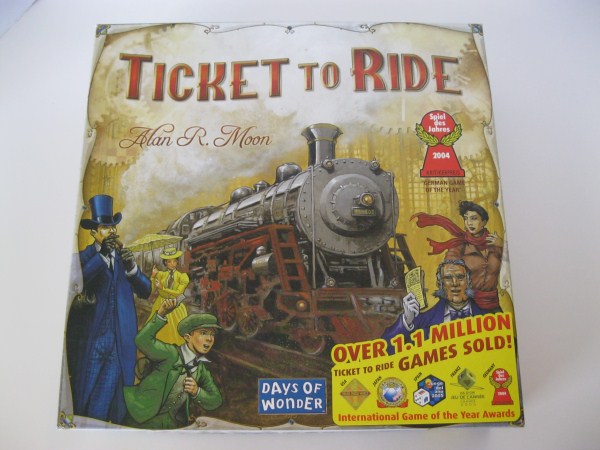 TICKET TO RIDE
Alan R. Moon
Spiel
des
Jahres
2004
"GERMAN GAME
OF THE YEAR"
OVER 1.1 MILLION
TICKET TO RIDE GAMES SOLD!
DAYS OF
WONDER
International Game of the Year Awards